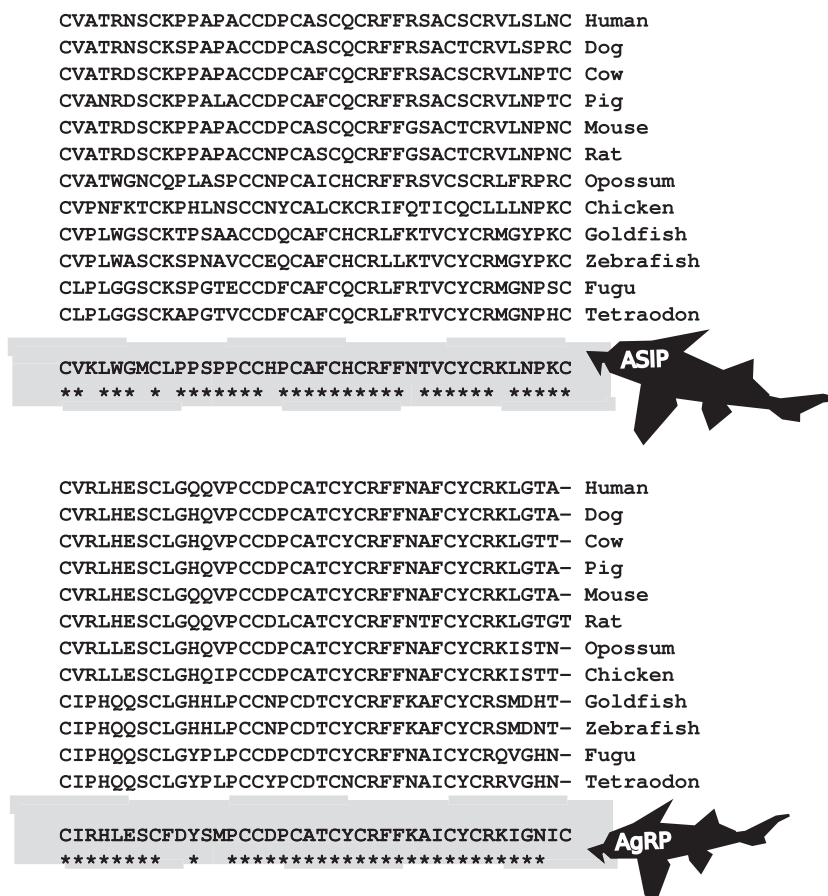 CVATRNSCKPPAPACCDPCASCQCRFFRSACSCRVLSLNC Human
CVATRNSCKSPAPACCDPCASCQCRFFRSACTCRVLSPRC Dog
CVATRDSCKSPAPACCDPCAFCQCRFFRSACSCRVLNPTC Cow
CVANRDSCKPPALACCDPCAFCQCRFFRSACSCRVLNPTC Pig
CVATRDSCKPPAPACCDPCASCQCRFFGSACTCRVLNPNC Mouse
CVATRDSCKPPAPACCNPCASCQCRFFGSACTCRVLNPNC Rat
CVATWGNCQPLASPCCNPCAICHCRFFRSVCSCRLFRPRC Opossum
CVPNFKTCKPHLNSCCNYCALCKCRIFQTICQCLLLNPKC Chicken
CVPLWGSCKTPSAACCDQCAFCHCRLFKTVCYCRMGYPKC Goldfish
CVPLWASCKSPNAVCCEQCAFCHCRLLKTVCYCRMGYPKC Zebrafish
CLPLGGSCKSPGTECCDFCAFCQCRLFRTVCYCRMGNPSC Fugu
CLPLGGSCKAPGTVCCDFCAFCQCRLFRTVCYCRMGNPHC Tetraodon
CVKLWGMCLPPSPPCCHPCAFCHCRFFNTVCYCRKLNPKC ASIP
** *** * ******* ********** ****** *****
CVRLHESCLGQQVPCCDPCATCYCRFFNAFCYCRKLGTA- Human
CVRLHESCLGHQVPCCDPCATCYCRFFNAFCYCRKLGTA- Dog
CVRLHESCLGHQVPCCDPCATCYCRFFNAFCYCRKLGTT- Cow
CVRLHESCLGHQVPCCDPCATCYCRFFNAFCYCRKLGTA- Pig
CVRLHESCLGQQVPCCDPCATCYCRFFNAFCYCRKLGTA- Mouse
CVRLHESCLGQQVPCCDLCATCYCRFFNTFCYCRKLGTGT Rat
CVRLLESCLGHQVPCCDPCATCYCRFFNAFCYCRKISTN- Opossum
CVRLLESCLGHQIPCCDPCATCYCRFFNAFCYCRKISTT- Chicken
CIPHQQSCLGHHLPCCNPCDTCYCRFFKAFCYCRSMDHT- Goldfish
CIPHQQSCLGHHLPCCNPCDTCYCRFFKAFCYCRSMDNT- Zebrafish
CIPHQQSCLGYPLPCCDPCDTCYCRFFNAICYCRQVGHN- Fugu
CIPHQQSCLGYPLPCCYPCDTCNCRFFNAICYCRRVGHN- Tetraodon
CIRHLESCFDYSMPCCDPCATCYCRFFKAICYCRKIGNIC AgRP
******** * **************************